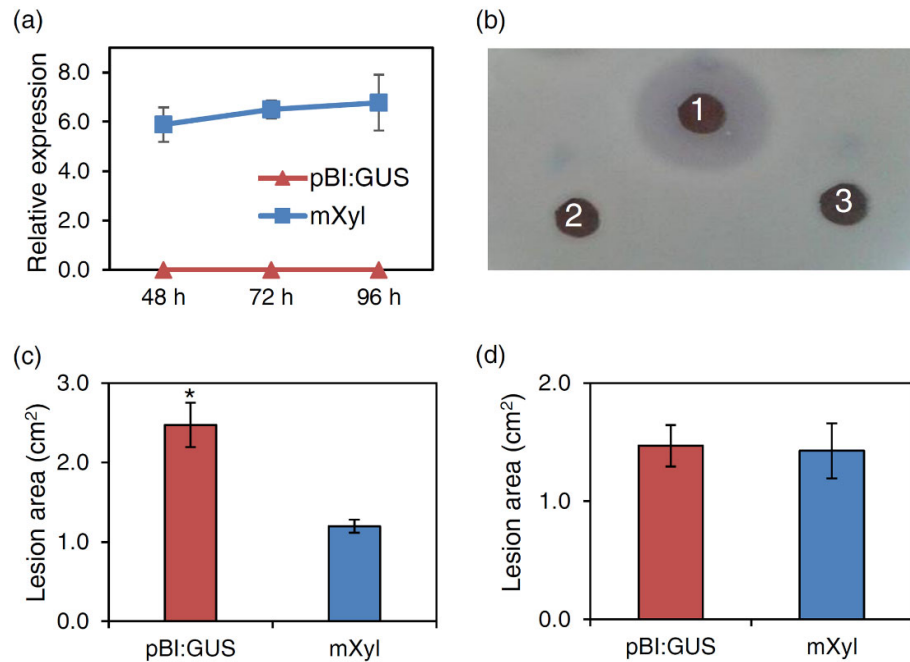 (a)
8.0
6.0
4.0
2.0
0.0
Relative expression
pBI:GUS
mXyl
48 h 72 h 96 h
(b)
1
2
3
(c)
3.0
2.0
1.0
0.0
Lesion area (cm²)
*
pBI:GUS mXyl
(d)
2.0
1.0
0.0
Lesion area (cm²)
pBI:GUS mXyl